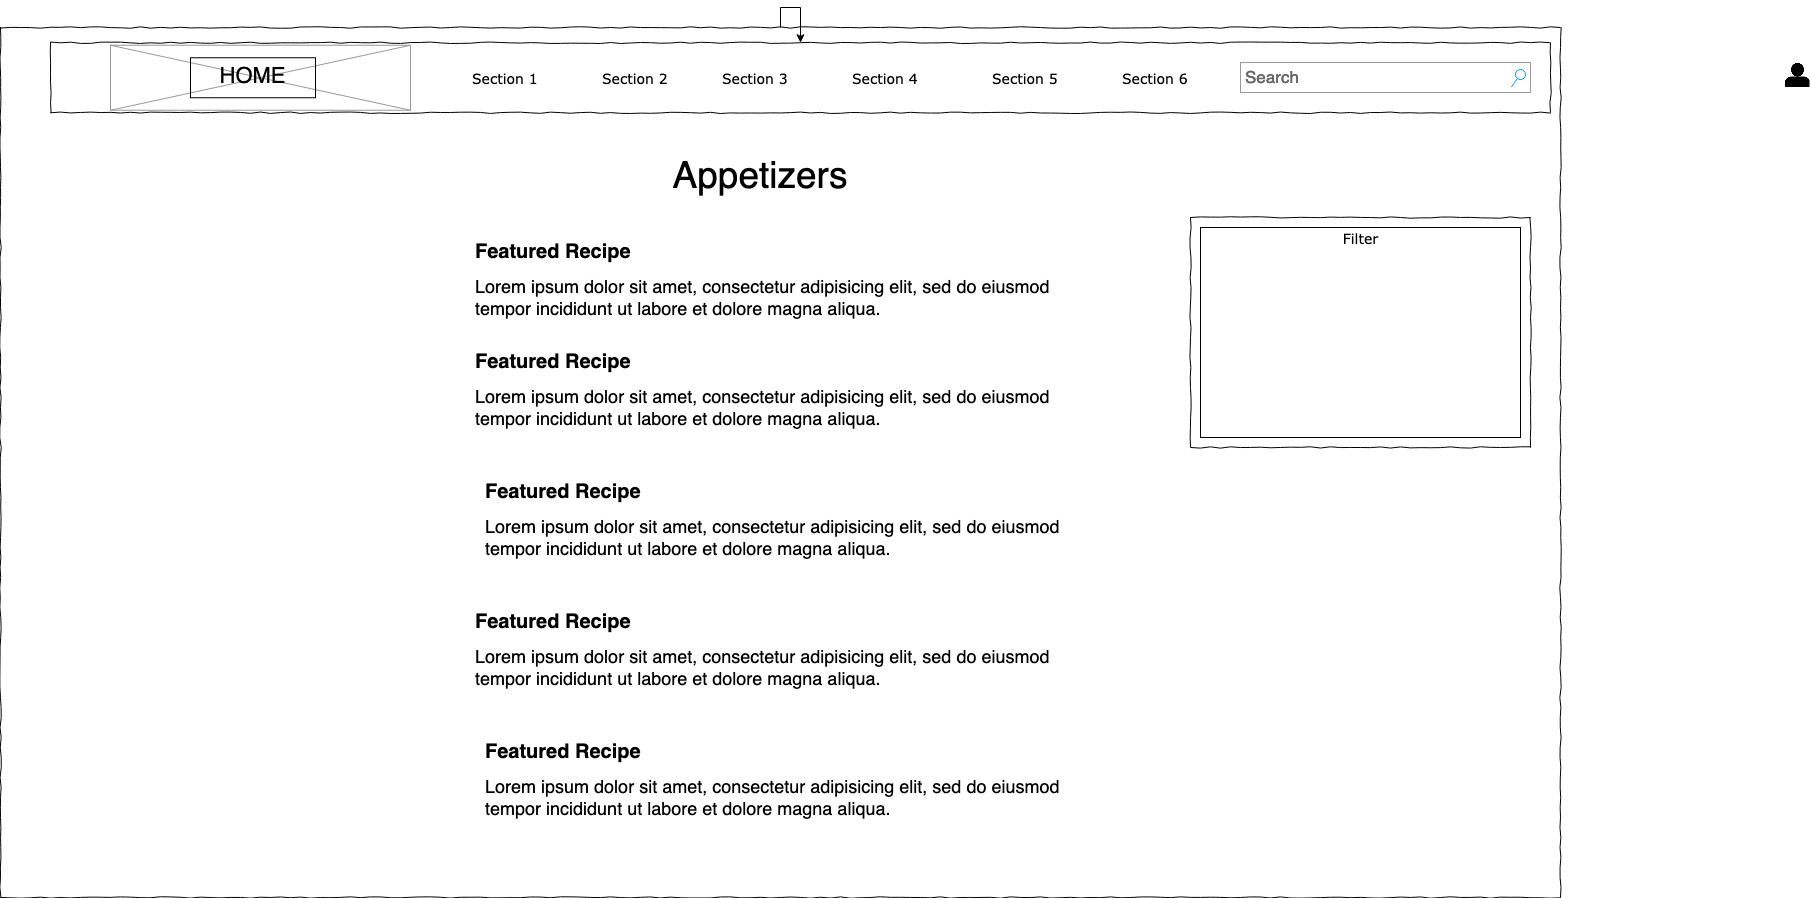 HOME
Section 1
Section 2
Section 3
Section 4
Section 5
Section 6
Search
Appetizers
Filter
Featured Recipe
Lorem ipsum dolor sit amet, consectetur adipisicing elit, sed do eiusmod
tempor incididunt ut labore et dolore magna aliqua.
Featured Recipe
Lorem ipsum dolor sit amet, consectetur adipisicing elit, sed do eiusmod
tempor incididunt ut labore et dolore magna aliqua.
Featured Recipe
Lorem ipsum dolor sit amet, consectetur adipisicing elit, sed do eiusmod
tempor incididunt ut labore et dolore magna aliqua.
Featured Recipe
Lorem ipsum dolor sit amet, consectetur adipisicing elit, sed do eiusmod
tempor incididunt ut labore et dolore magna aliqua.
Featured Recipe
Lorem ipsum dolor sit amet, consectetur adipisicing elit, sed do eiusmod
tempor incididunt ut labore et dolore magna aliqua.